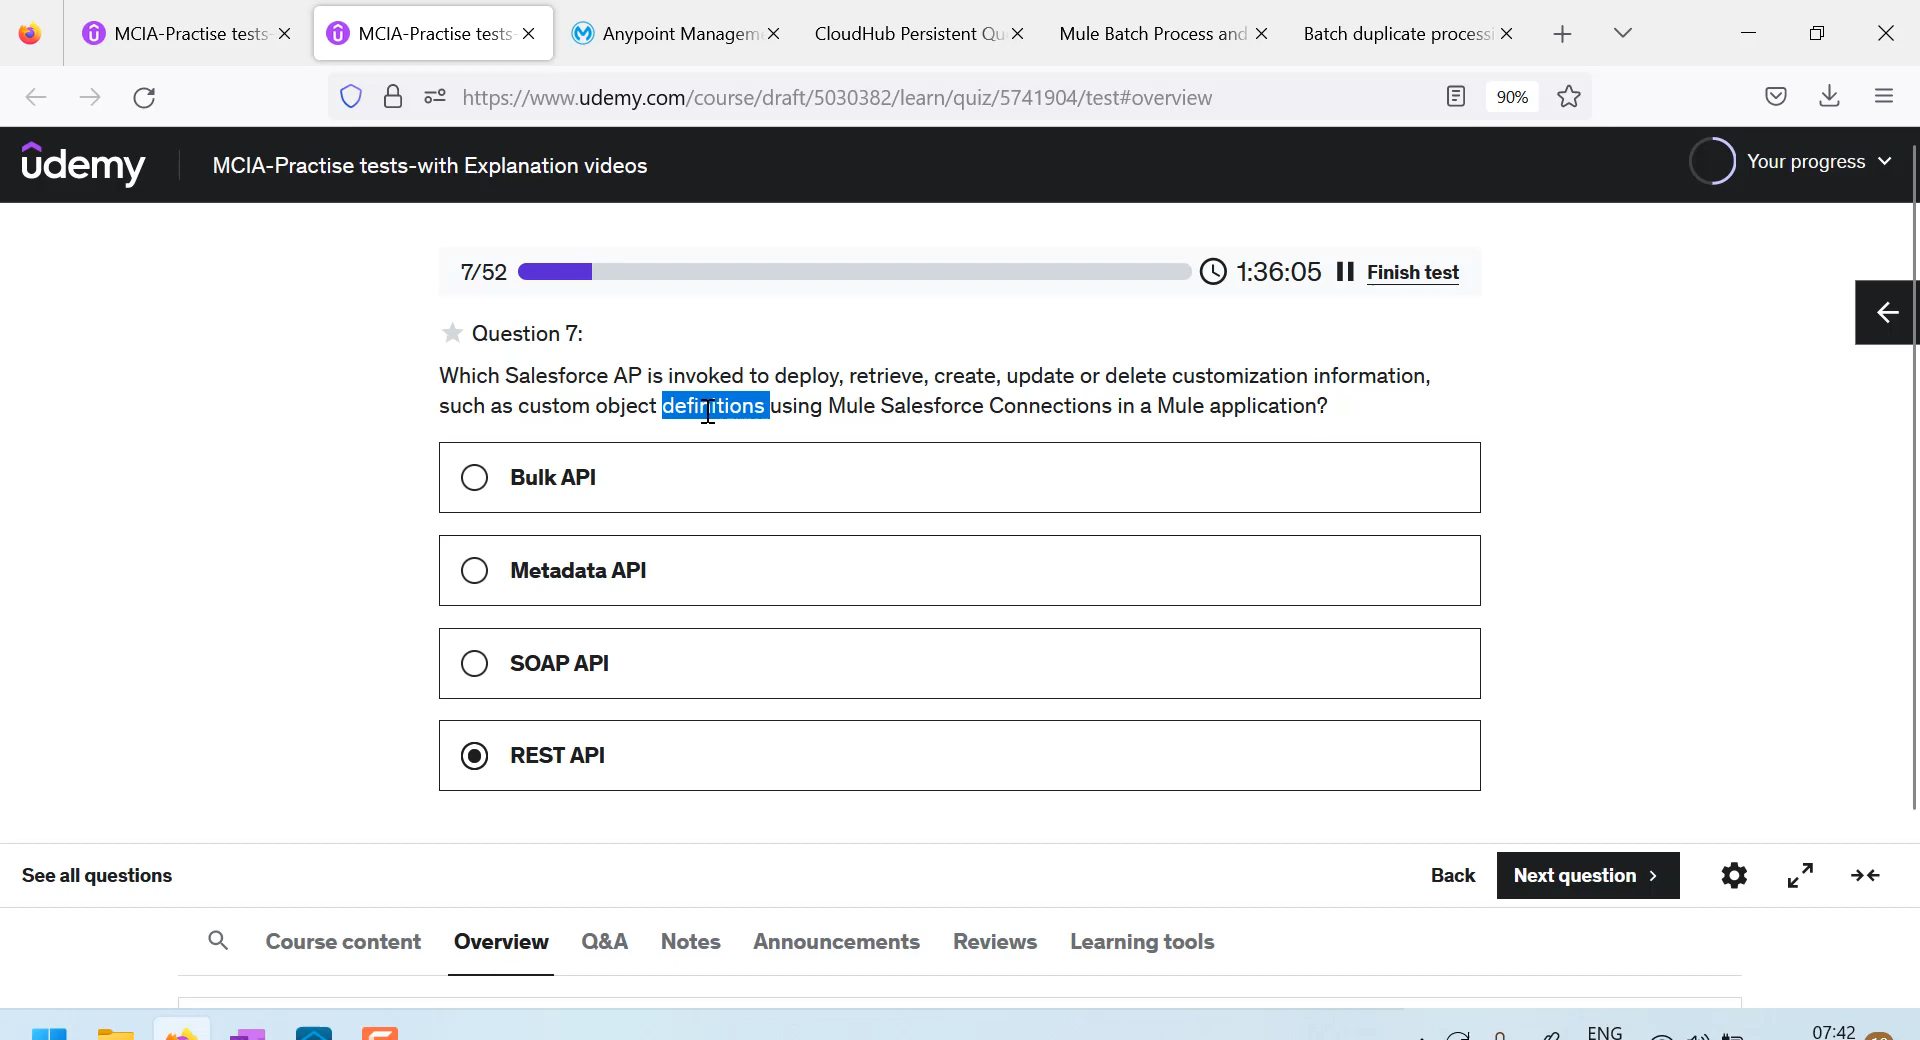 MCIA-Practise tests-
MCIA-Practise tests-
Anypoint Managem
CloudHub Persistent Qu
Mule Batch Process and
Batch duplicate processi
https://www.udemy.com/course/draft/5030382/learn/quiz/5741904/test#overview
90%
udemy
MCIA-Practise tests-with Explanation videos
Your progress
7/52
1:36:05
Finish test
Question 7:
Which Salesforce AP is invoked to deploy, retrieve, create, update or delete customization information,
such as custom object definitions using Mule Salesforce Connections in a Mule application?
Bulk API
Metadata API
SOAP API
REST API
See all questions
Back
Next question
Course content
Overview
Q&A
Notes
Announcements
Reviews
Learning tools
ENG
07:42